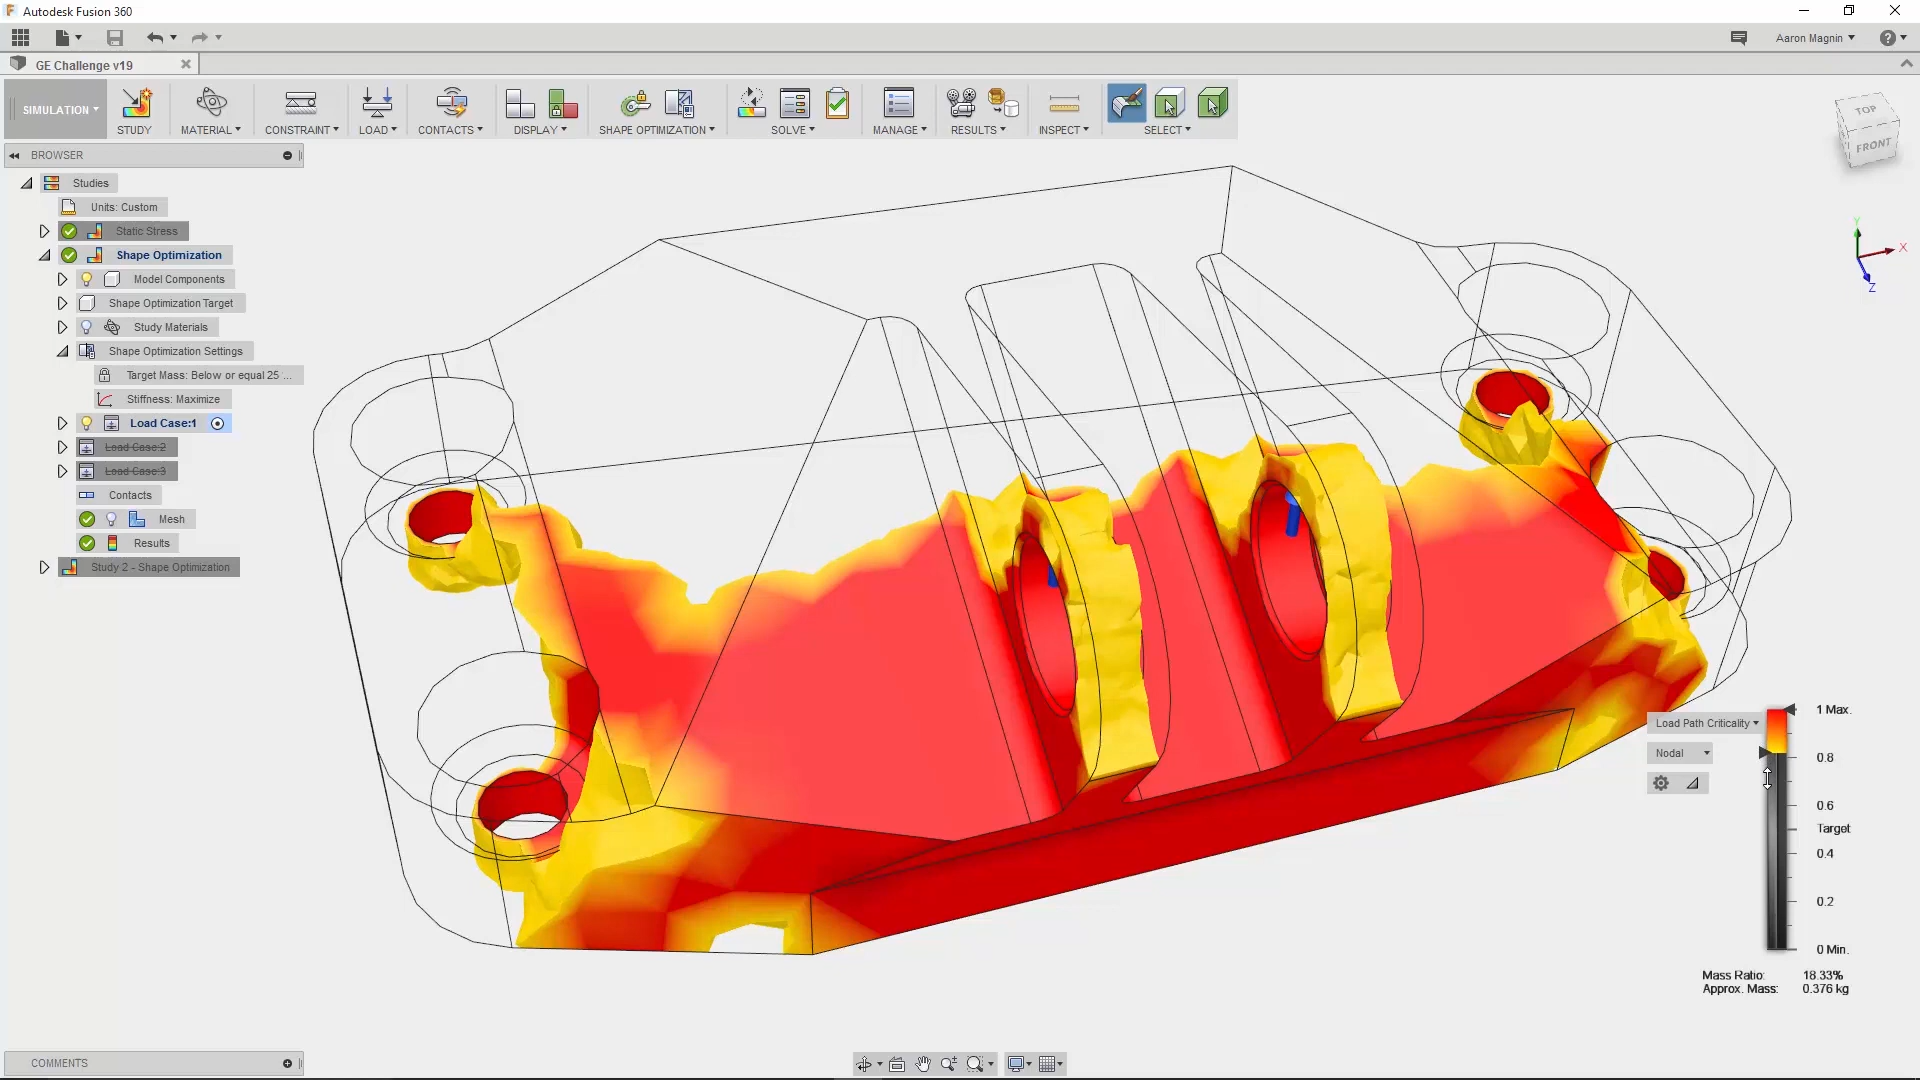 Autodesk Fusion 360
Aaron Magnin
GE Challenge v19
SIMULATION
STUDY
MATERIAL
CONSTRAINT
LOAD
CONTACTS
DISPLAY
SHAPE OPTIMIZATION
SOLVE
MANAGE
RESULTS
INSPECT
SELECT
TOP
FRONT
BROWSER
Studies
Units: Custom
Static Stress
Shape Optimization
Model Components
Shape Optimization Target
Study Materials
Shape Optimization Settings
Target Mass: Below or equal 25 ...
Stiffness: Maximize
Load Case:1
Load Case:2
Load Case:3
Contacts
Mesh
Results
Study 2 - Shape Optimization
Y
X
Z
Load Path Criticality
Nodal
1 Max.
0.8
0.6
Target
0.4
0.2
0 Min.
Mass Ratio: 18.33%
Approx. Mass: 0.376 kg
COMMENTS